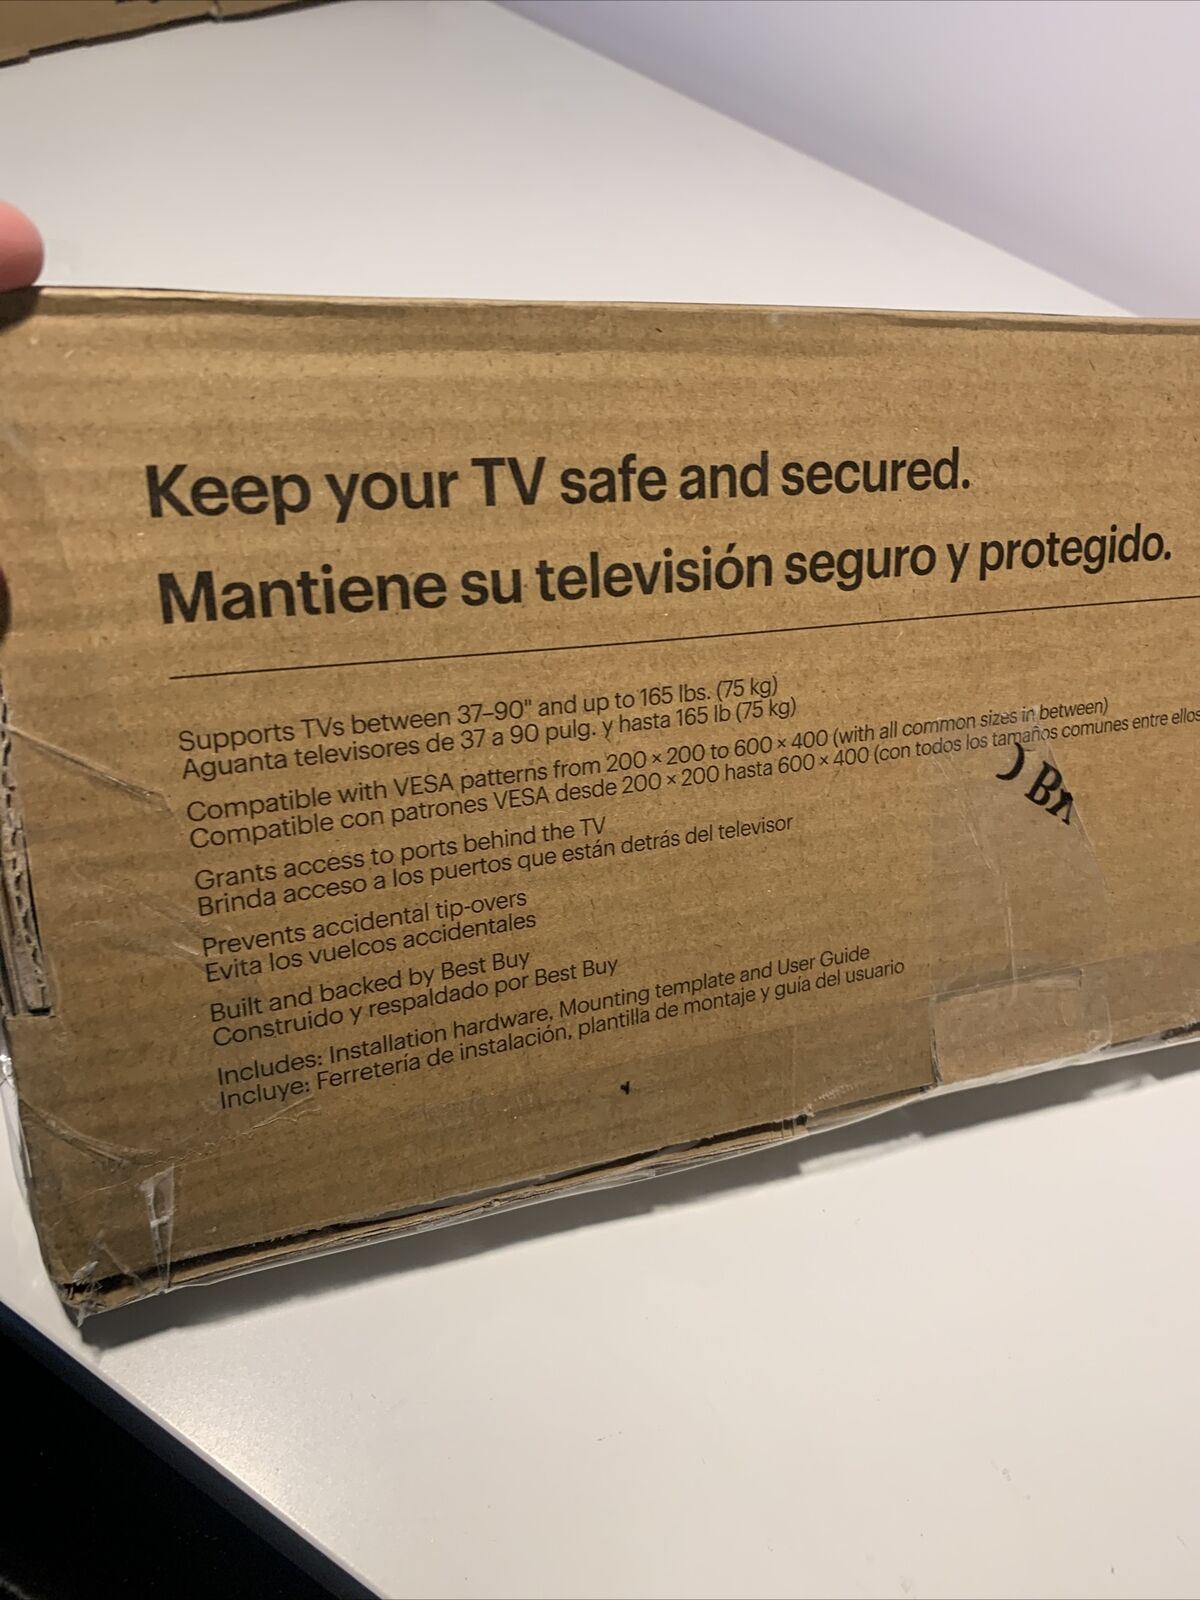 Keep your TV safe and secured.
Mantiene su televisión seguro y protegido.
Supports TVs between 37–90" and up to 165 lbs. (75 kg)
Aguanta televisores de 37 a 90 pulg. y hasta 165 lb (75 kg)
Compatible with VESA patterns from 200 × 200 to 600 × 400 (with all common sizes in between)
Compatible con patrones VESA desde 200 × 200 hasta 600 × 400 (con todos los tamaños comunes entre ellos
Grants access to ports behind the TV
Brinda acceso a los puertos que están detrás del televisor
Prevents accidental tip-overs
Evita los vuelcos accidentales
Built and backed by Best Buy
Construido y respaldado por Best Buy
Includes: Installation hardware, Mounting template and User Guide
Incluye: Ferretería de instalación, plantilla de montaje y guía del usuario